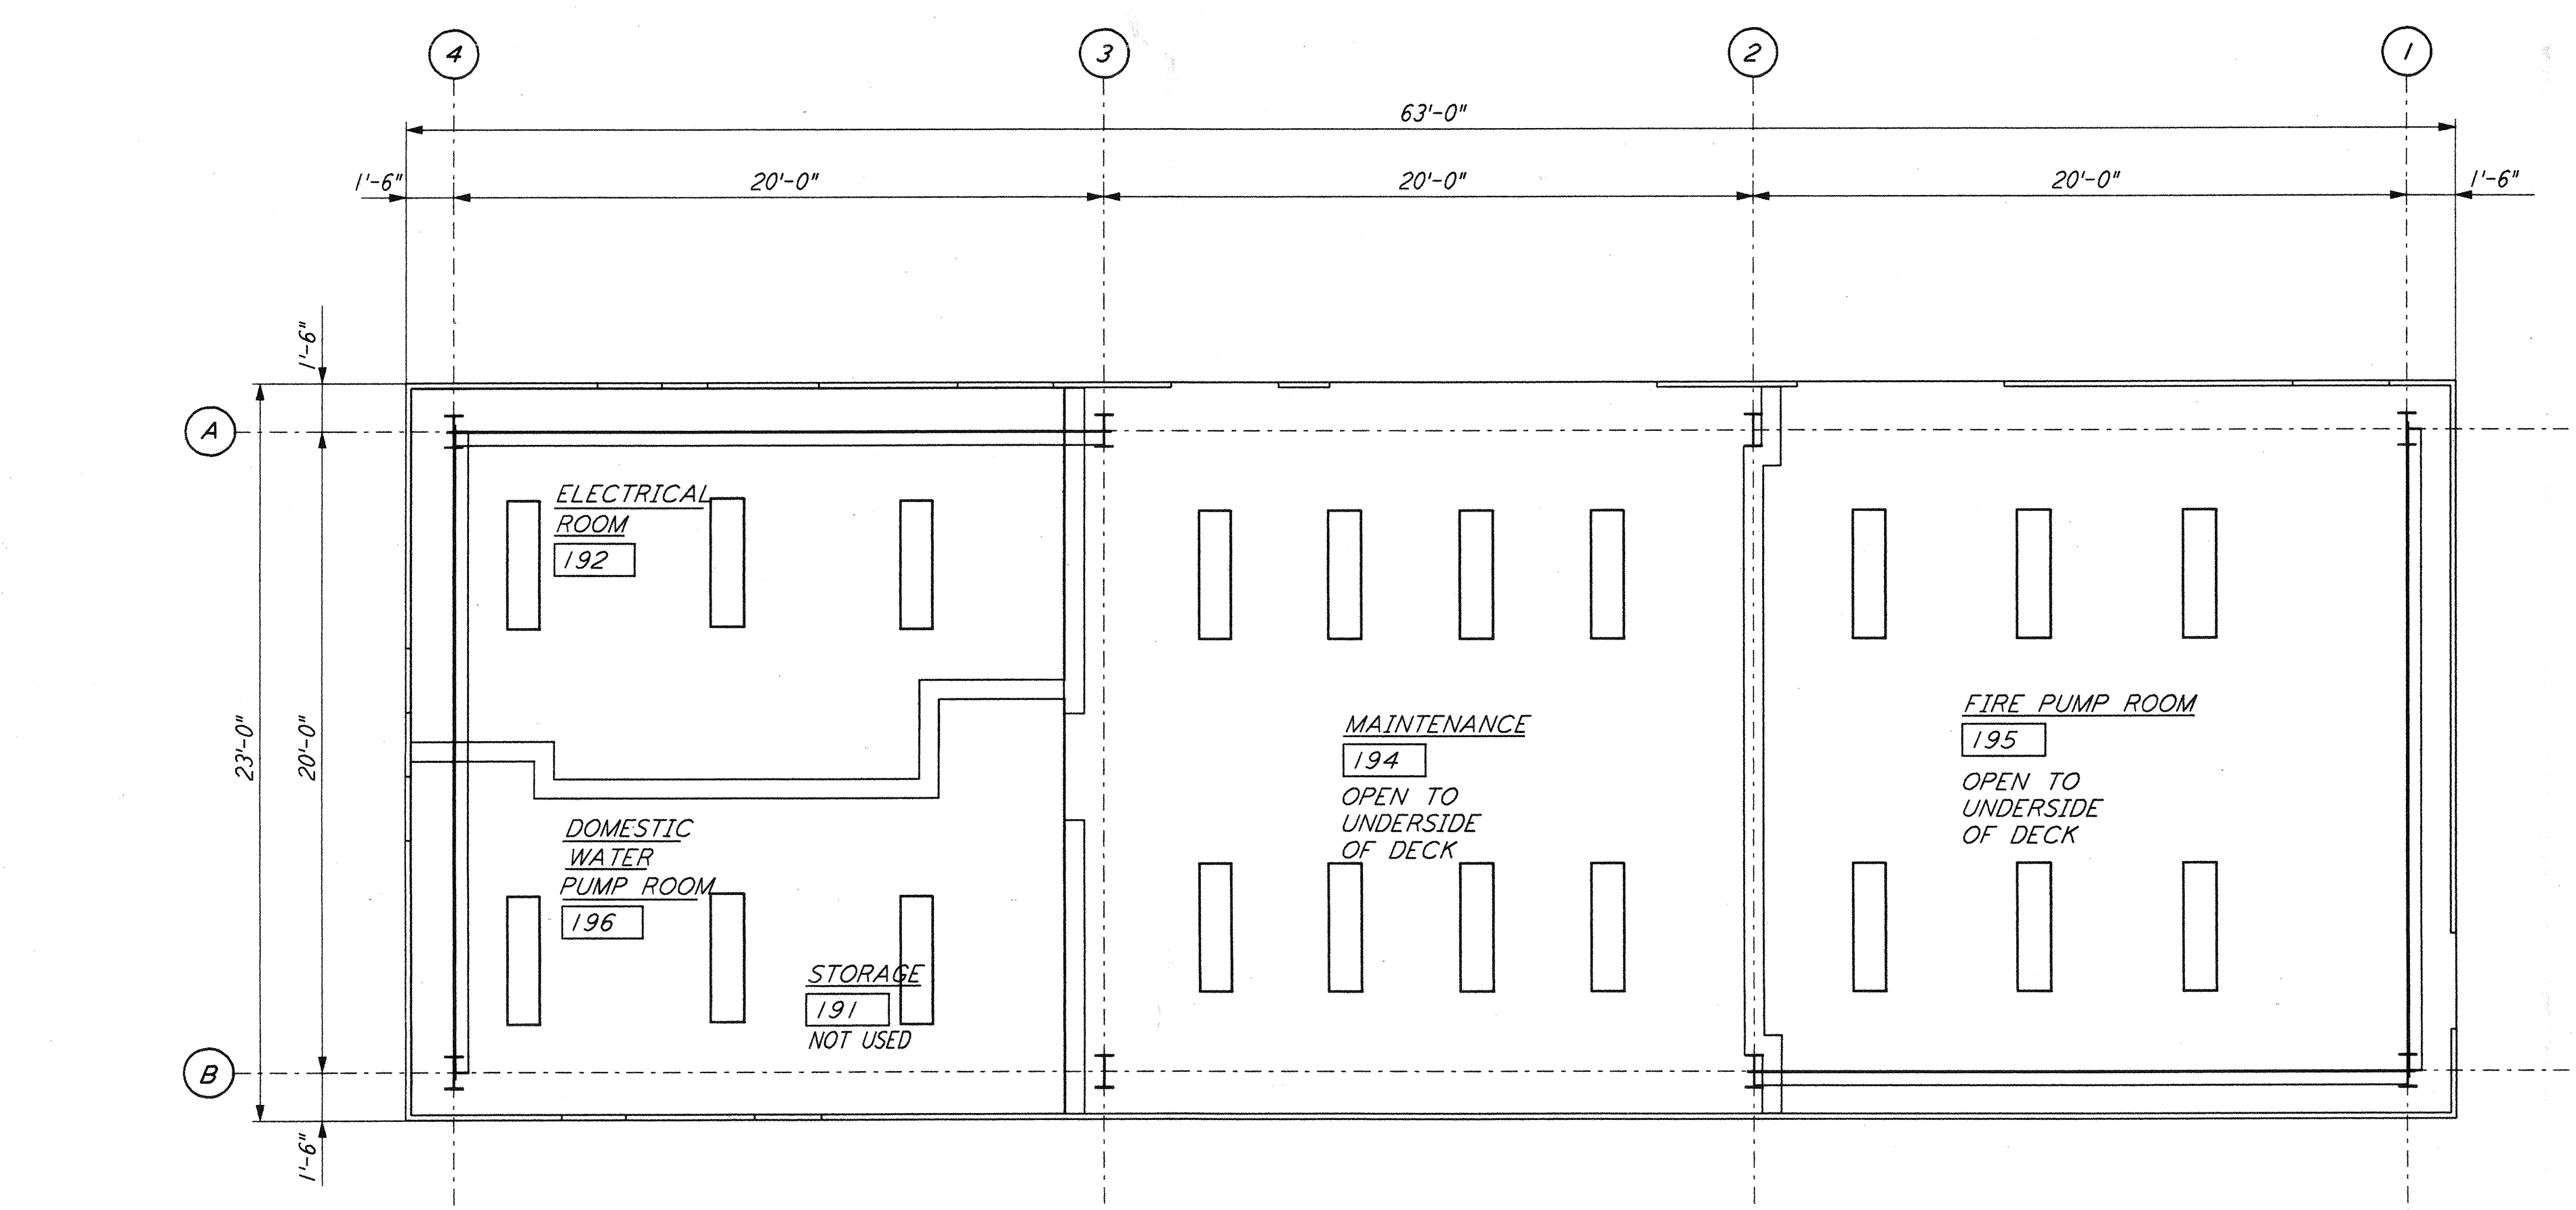 4
3
2
1
63'-0"
1'-6"
20'-0"
20'-0"
20'-0"
1'-6"
1'-6"
A
ELECTRICAL
ROOM
192
23'-0"
20'-0"
MAINTENANCE
194
OPEN TO
UNDERSIDE
OF DECK
FIRE PUMP ROOM
195
OPEN TO
UNDERSIDE
OF DECK
DOMESTIC
WATER
PUMP ROOM
196
STORAGE
191
NOT USED
B
1'-6"